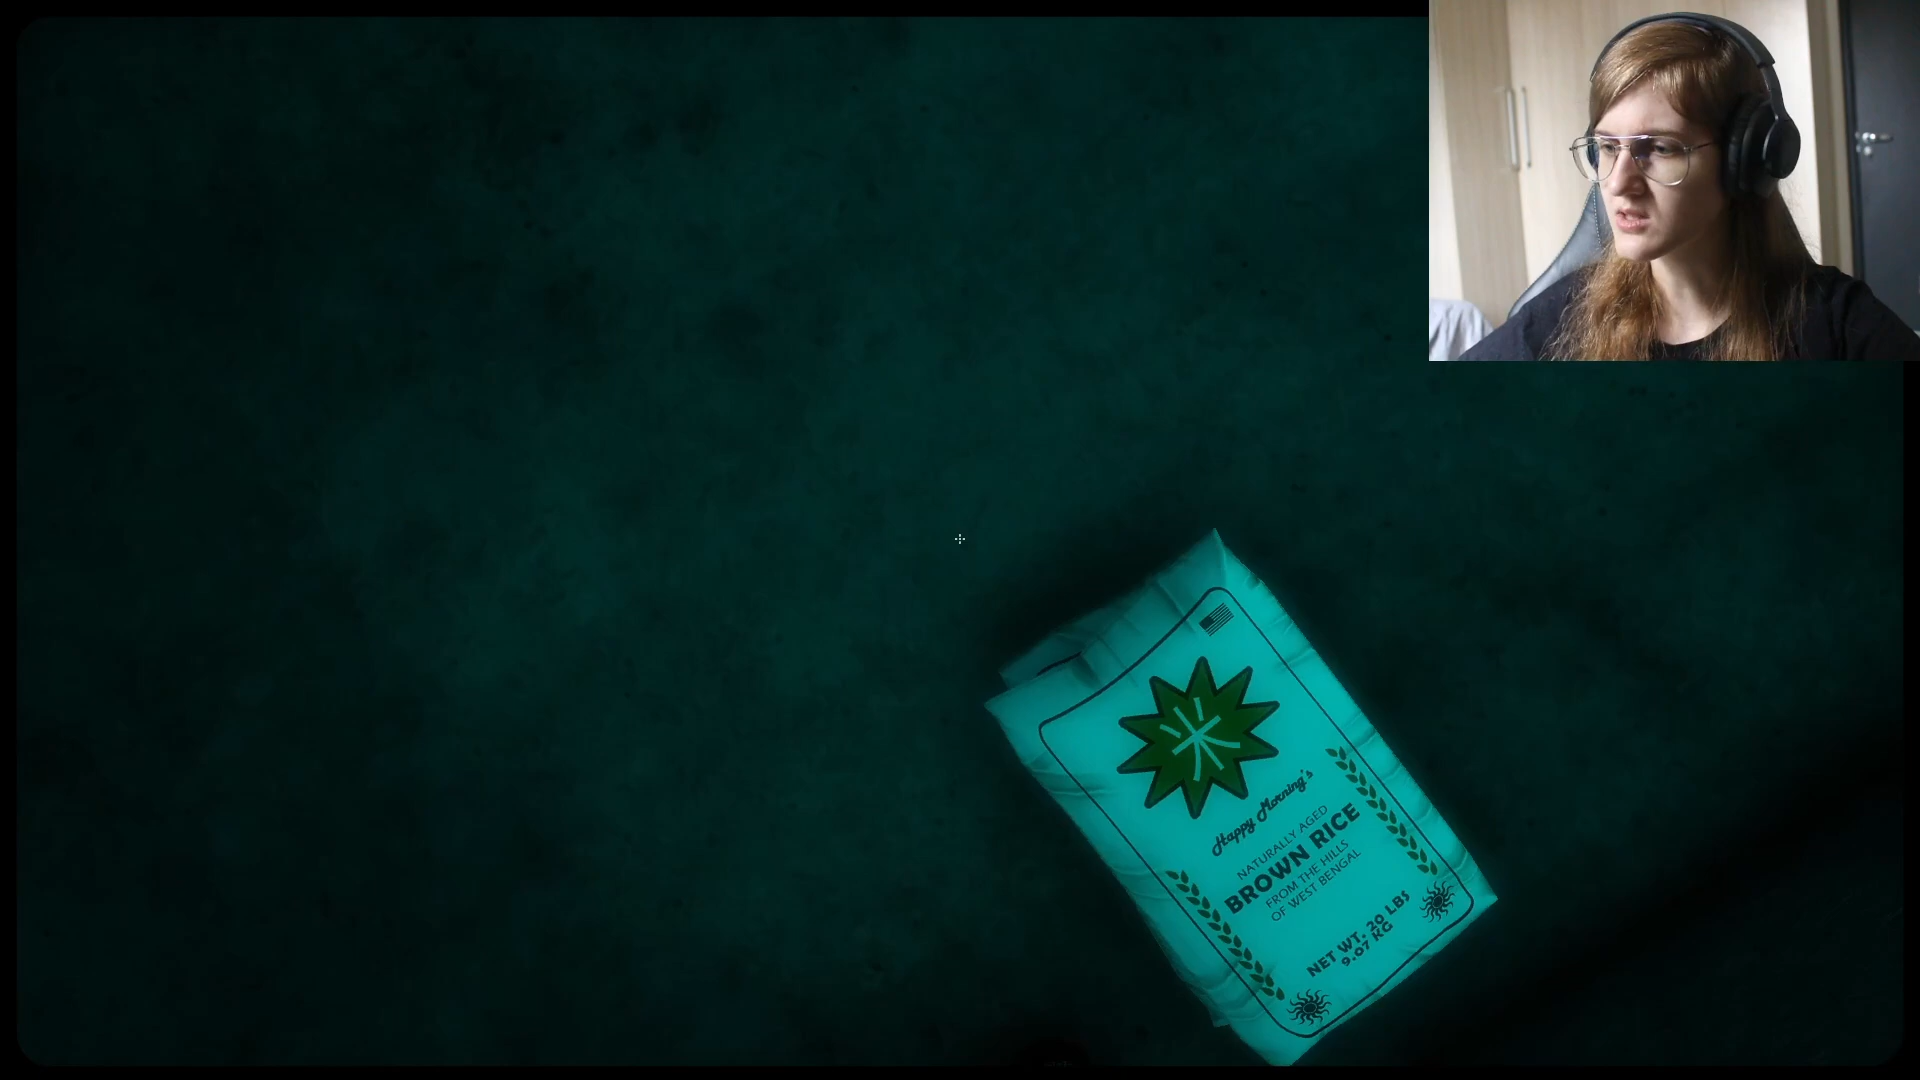 米
Happy Morning's
NATURALLY AGED
BROWN RICE
FROM THE HILLS
OF WEST BENGAL
NET WT. 20 LBS
9.07 KG